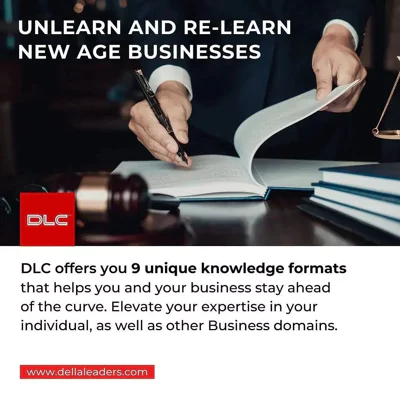 UNLEARN AND RE-LEARN
NEW AGE BUSINESSES
DLC
DLC offers you 9 unique knowledge formats
that helps you and your business stay ahead
of the curve. Elevate your expertise in your
individual, as well as other Business domains.
www.dellaleaders.com